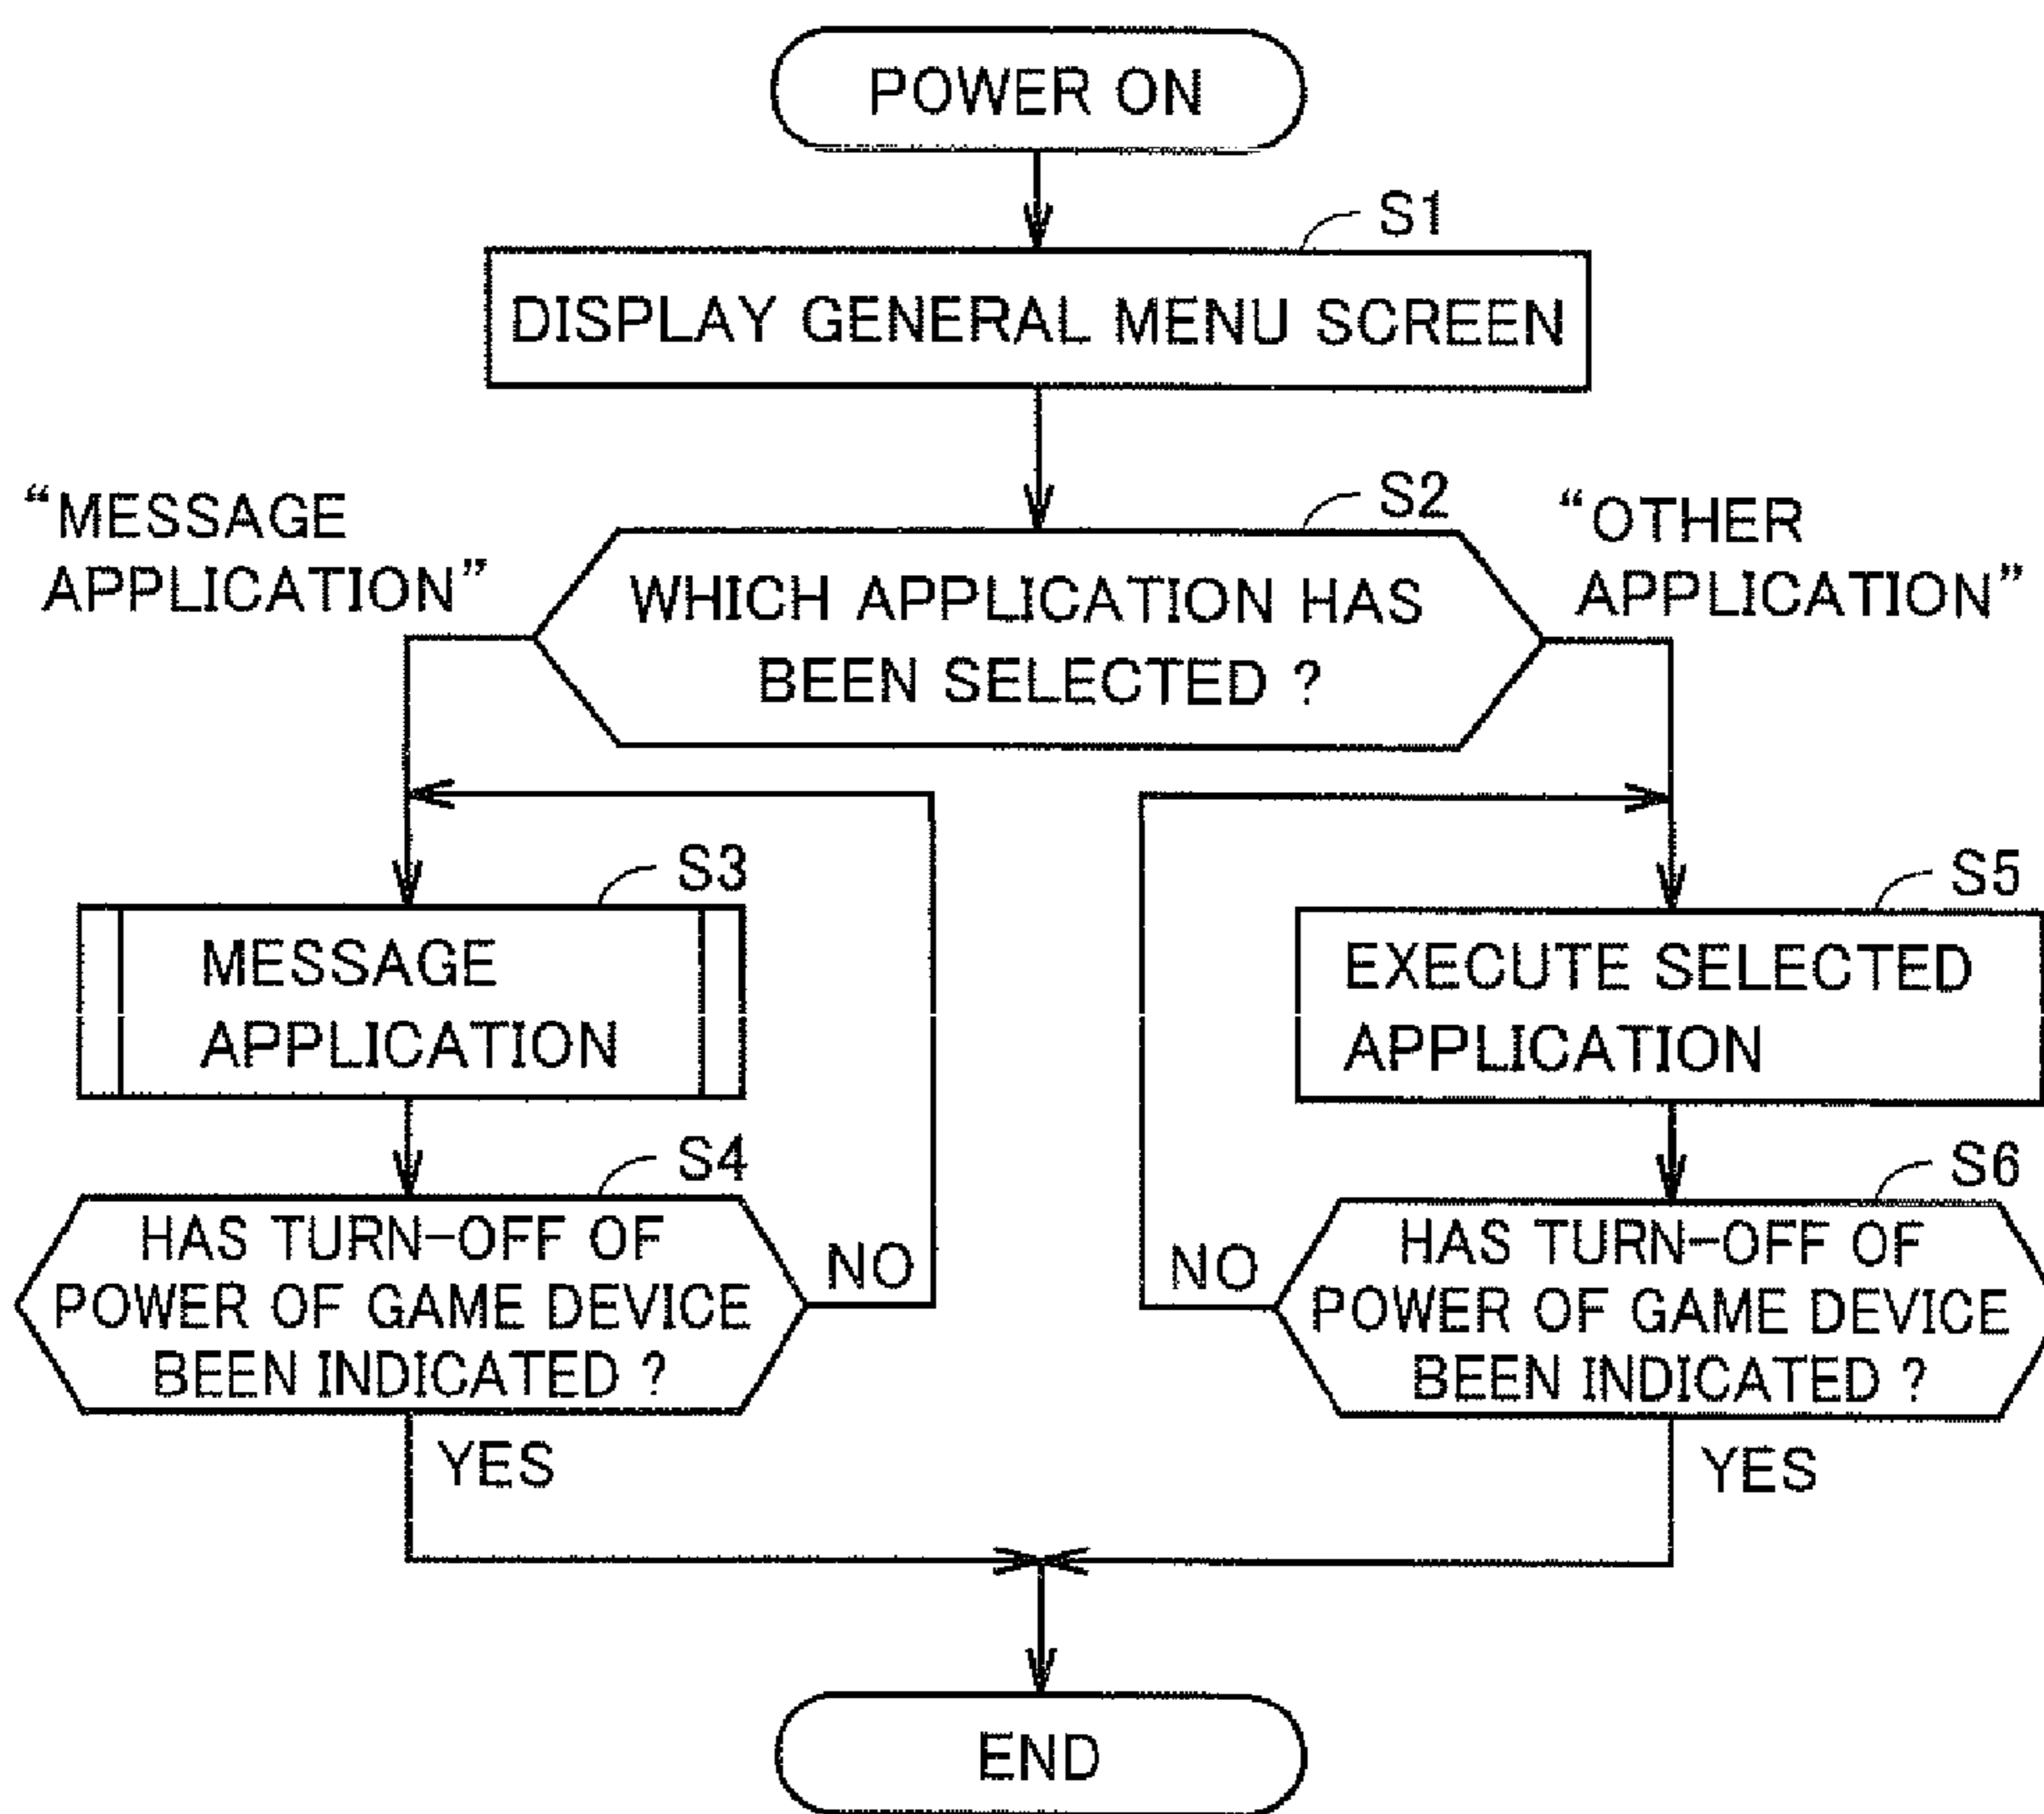 POWER ON
S1
DISPLAY GENERAL MENU SCREEN
S2
“MESSAGE
APPLICATION”
“OTHER
APPLICATION”
WHICH APPLICATION HAS
BEEN SELECTED ?
S3
MESSAGE
APPLICATION
S5
EXECUTE SELECTED
APPLICATION
S4
HAS TURN-OFF OF
POWER OF GAME DEVICE
BEEN INDICATED ?
NO
YES
S6
HAS TURN-OFF OF
POWER OF GAME DEVICE
BEEN INDICATED ?
NO
YES
END